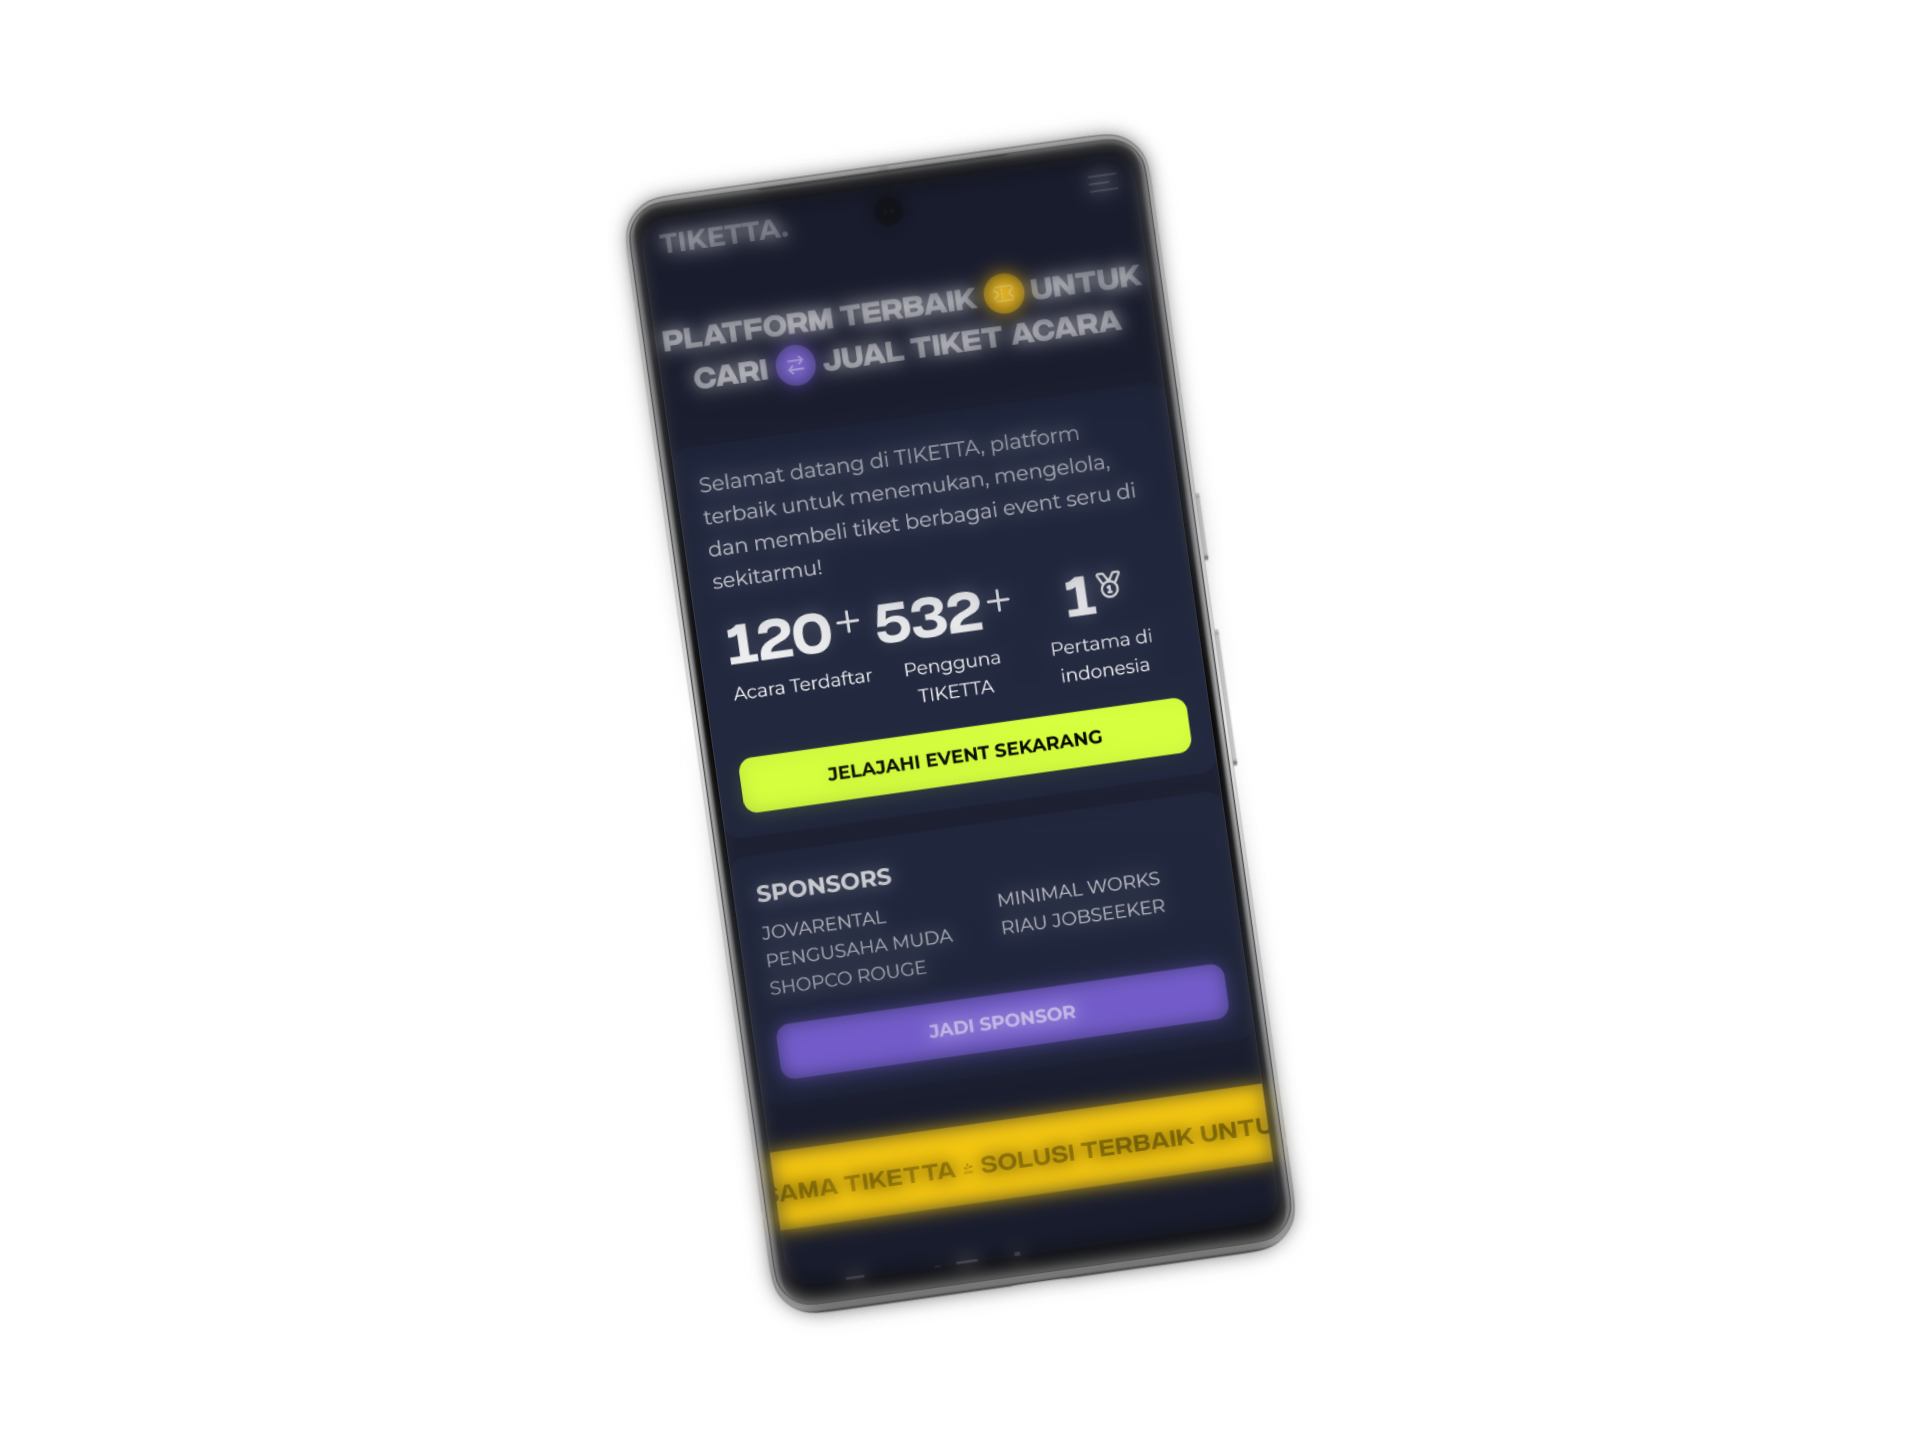 TIKETTA.
PLATFORM TERBAIK UNTUK
CARI JUAL TIKET ACARA
Selamat datang di TIKETTA, platform
terbaik untuk menemukan, mengelola,
dan membeli tiket berbagai event seru di
sekitarmu!
120+
Acara Terdaftar
532+
Pengguna
TIKETTA
1
Pertama di
indonesia
JELAJAHI EVENT SEKARANG
SPONSORS
JOVARENTAL
PENGUSAHA MUDA
SHOPCO ROUGE
MINIMAL WORKS
RIAU JOBSEEKER
JADI SPONSOR
SAMA TIKETTA SOLUSI TERBAIK UNTU